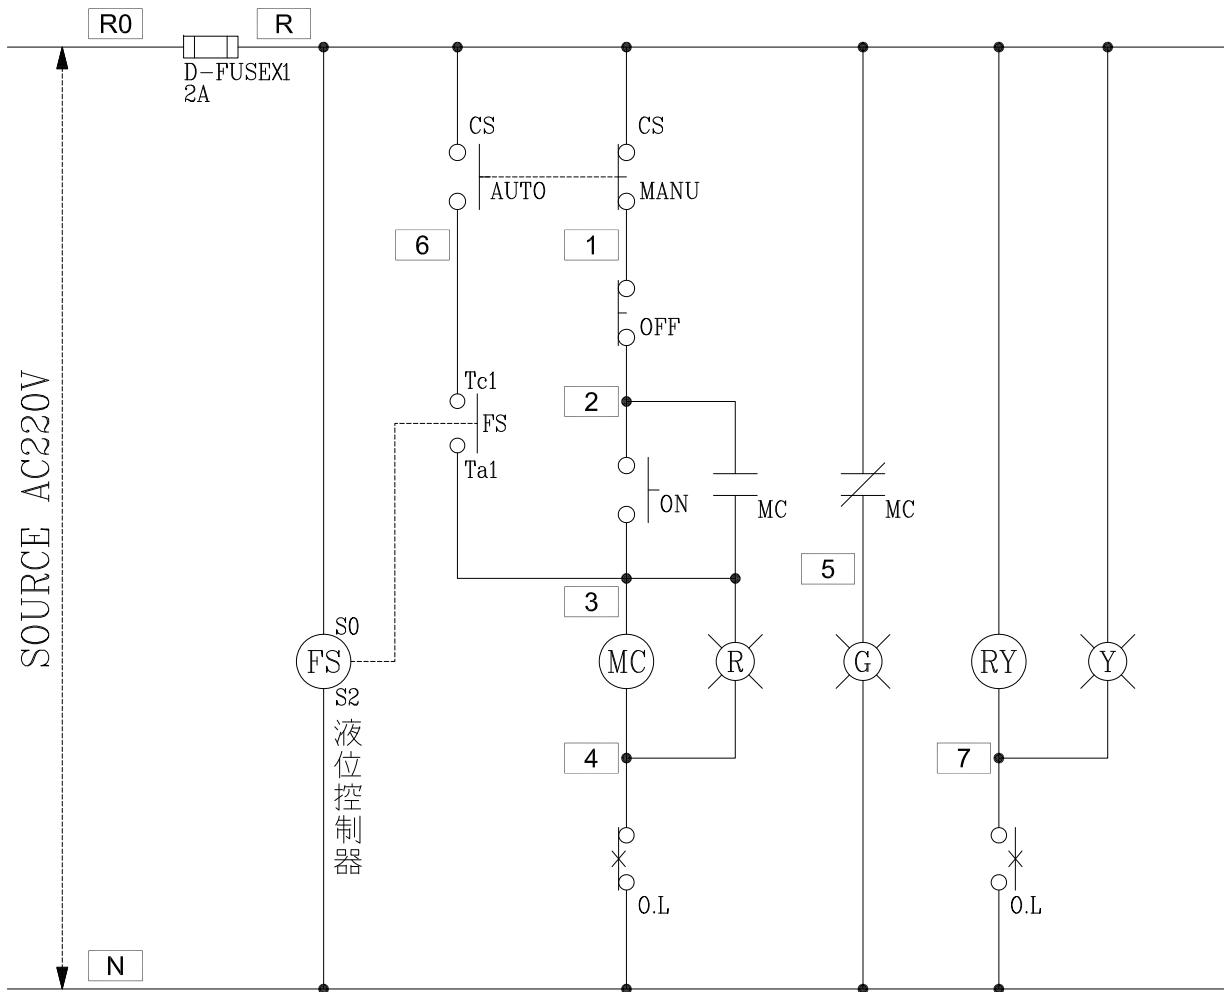 R0
R
D-FUSEX1
2A
CS
CS
AUTO
MANU
6
1
OFF
Tc1
2
FS
Ta1
ON
MC
MC
5
3
SOURCE AC220V
S0
FS
MC
R
G
RY
Y
S2
液位控制器
4
7
O.L
O.L
N